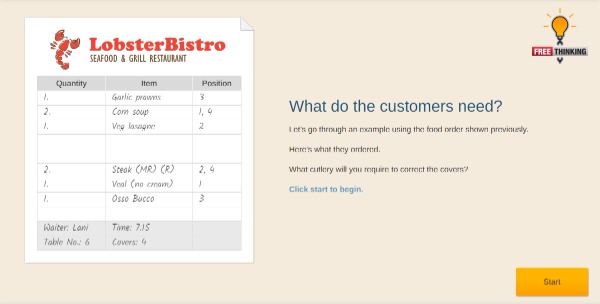 LobsterBistro
SEAFOOD & GRILL RESTAURANT
Quantity Item Position
1. Garlic prawns 3
2. Corn soup 1, 4
1. Veg lasagne 2
2. Steak (MR) (R) 2, 4
1. Veal (no cream) 1
1. Osso Bucco 3
Waiter: Lani Time: 7.15
Table No.: 6 Covers: 4
FREE THINKING
What do the customers need?
Let's go through an example using the food order shown previously.
Here's what they ordered.
What cutlery will you require to correct the covers?
Click start to begin.
Start